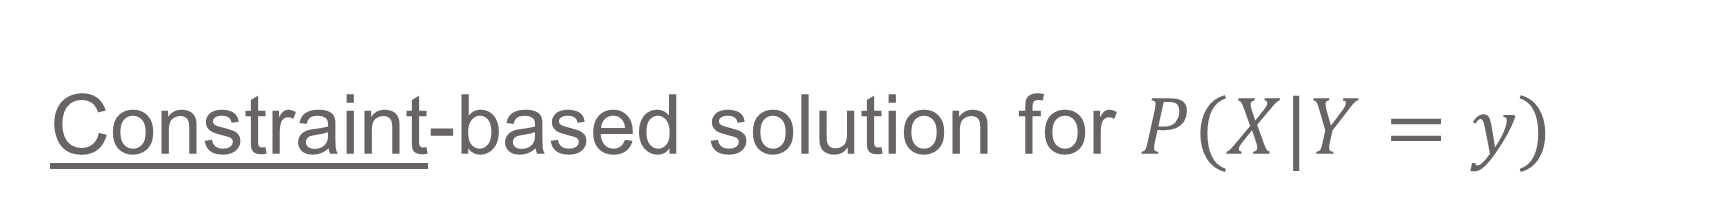 Constraint-based solution for P(X|Y = y)